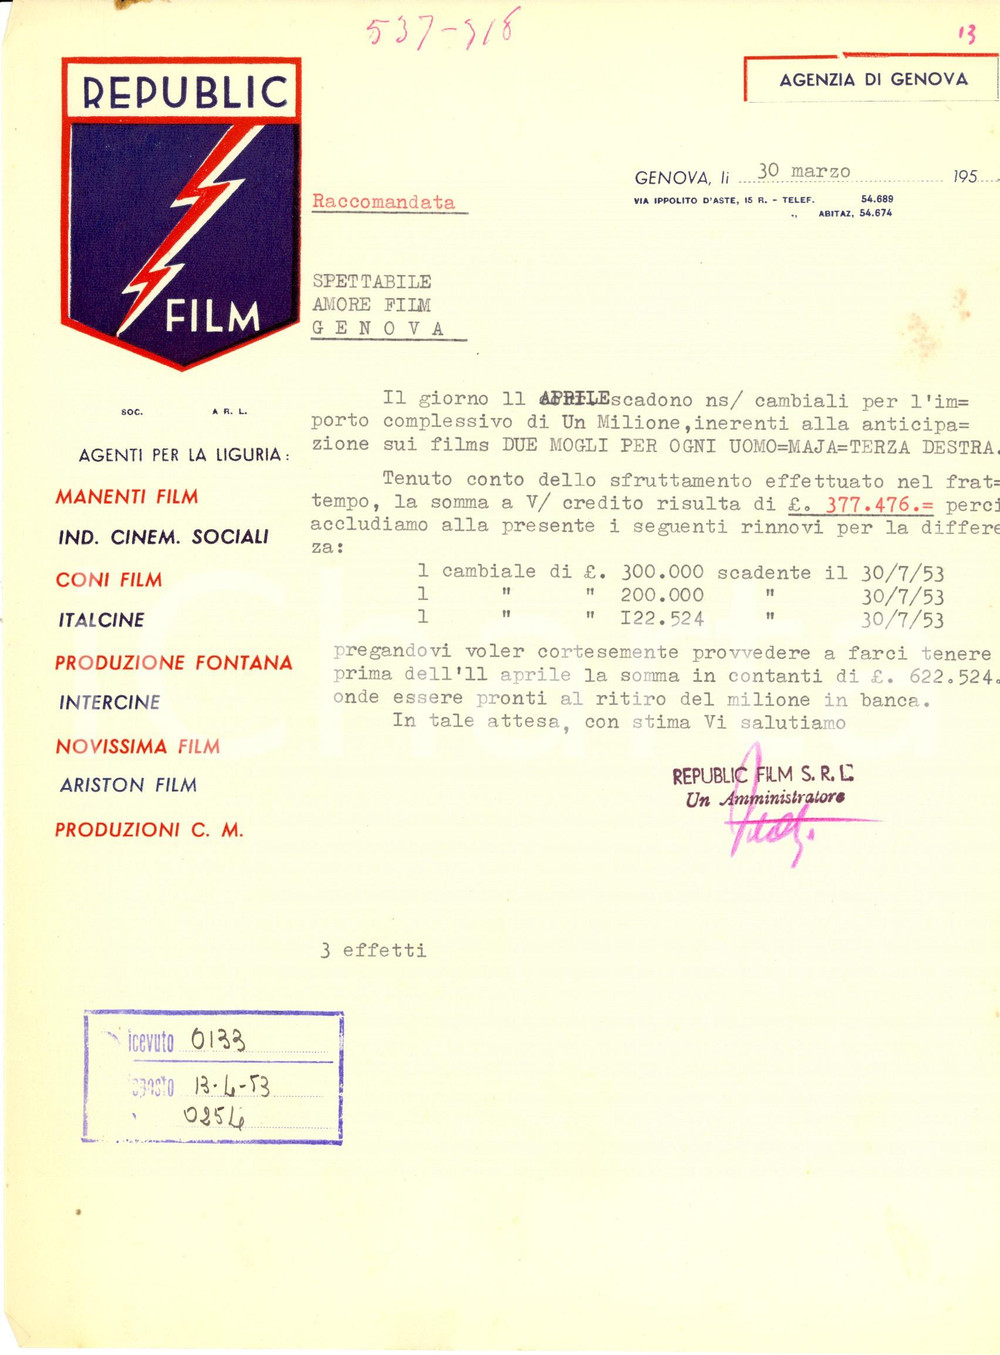 537-318
13
REPUBLIC
FILM
AGENZIA DI GENOVA
GENOVA, li 30 marzo 195
VIA IPPOLITO D'ASTE, 15 R. - TELEF. 54.689
„ ABITAZ, 54.674
Raccomandata
SPETTABILE
AMORE FILM
G E N O V A
SOC. A R. L.
AGENTI PER LA LIGURIA:
MANENTI FILM
IND. CINEM. SOCIALI
CONI FILM
ITALCINE
PRODUZIONE FONTANA
INTERCINE
NOVISSIMA FILM
ARISTON FILM
PRODUZIONI C. M.
Il giorno 11 APRILE scadono ns/ cambiali per l'im=
porto complessivo di Un Milione,inerenti alla anticipa=
zione sui films DUE MOGLI PER OGNI UOMO=MAJA=TERZA DESTRA.
Tenuto conto dello sfruttamento effettuato nel frat=
tempo, la somma a V/ credito risulta di £. 377.476.= perci
accludiamo alla presente i seguenti rinnovi per la differe
za:
1 cambiale di £. 300.000 scadente il 30/7/53
1 " " 200.000 " 30/7/53
1 " " I22.524 " 30/7/53
pregandovi voler cortesemente provvedere a farci tenere
prima dell'11 aprile la somma in contanti di £. 622.524.
onde essere pronti al ritiro del milione in banca.
In tale attesa, con stima Vi salutiamo
REPUBLIC FILM S. R. L.
Un Amministratore
3 effetti
icevuto 0133
sposto 13-4-53
0254